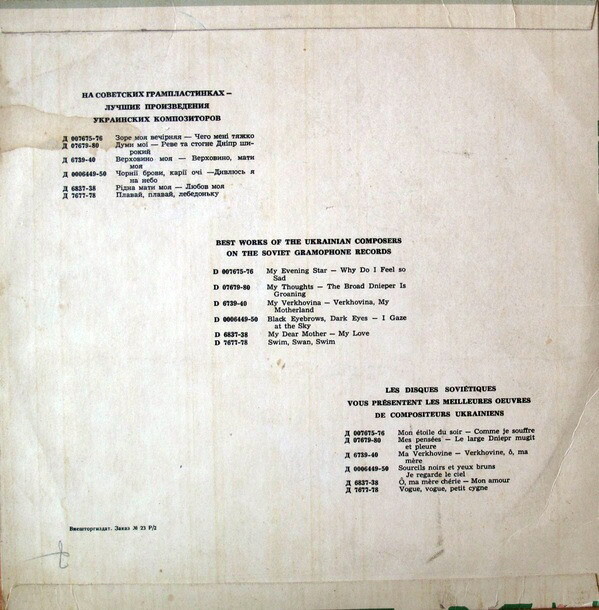 НА СОВЕТСКИХ ГРАМПЛАСТИНКАХ —
ЛУЧШИЕ ПРОИЗВЕДЕНИЯ
УКРАИНСКИХ КОМПОЗИТОРОВ
Д 007675-76 Зоре моя вечірняя — Чего мені тяжко
Д 07679-80 Думи мої — Реве та стогне Дніпр ши-
рокий
Д 6739-40 Верховино моя — Верховино, мати
моя
Д 0006449-50 Чорнії брови, карії очі —Дивлюсь я
на небо
Д 6837-38 Рідна мати моя — Любов моя
Д 7677-78 Плавай, плавай, лебедоньку
BEST WORKS OF THE UKRAINIAN COMPOSERS
ON THE SOVIET GRAMOPHONE RECORDS
D 007675-76 My Evening Star — Why Do I Feel so
Sad
D 07679-80 My Thoughts — The Broad Dnieper Is
Groaning
D 6739-40 My Verkhovina — Verkhovina, My
Motherland
D 0006449-50 Black Eyebrows, Dark Eyes — I Gaze
at the Sky
D 6837-38 My Dear Mother — My Love
D 7677-78 Swim, Swan, Swim
LES DISQUES SOVIÉTIQUES
VOUS PRÉSENTENT LES MEILLEURES OEUVRES
DE COMPOSITEURS UKRAINIENS
Д 007675-76 Mon étoile du soir — Comme je souffre
Д 07679-80 Mes pensées — Le large Dniepr mugit
et pleure
Д 6739-40 Ma Verkhovine — Verkhovine, ô, ma
mère
Д 0006449-50 Sourcils noirs et yeux bruns
Je regarde le ciel
Д 6837-38 Ô, ma mère chérie — Mon amour
Д 7677-78 Vogue, vogue, petit cygne
Внешторгиздат. Заказ № 23 Р/2